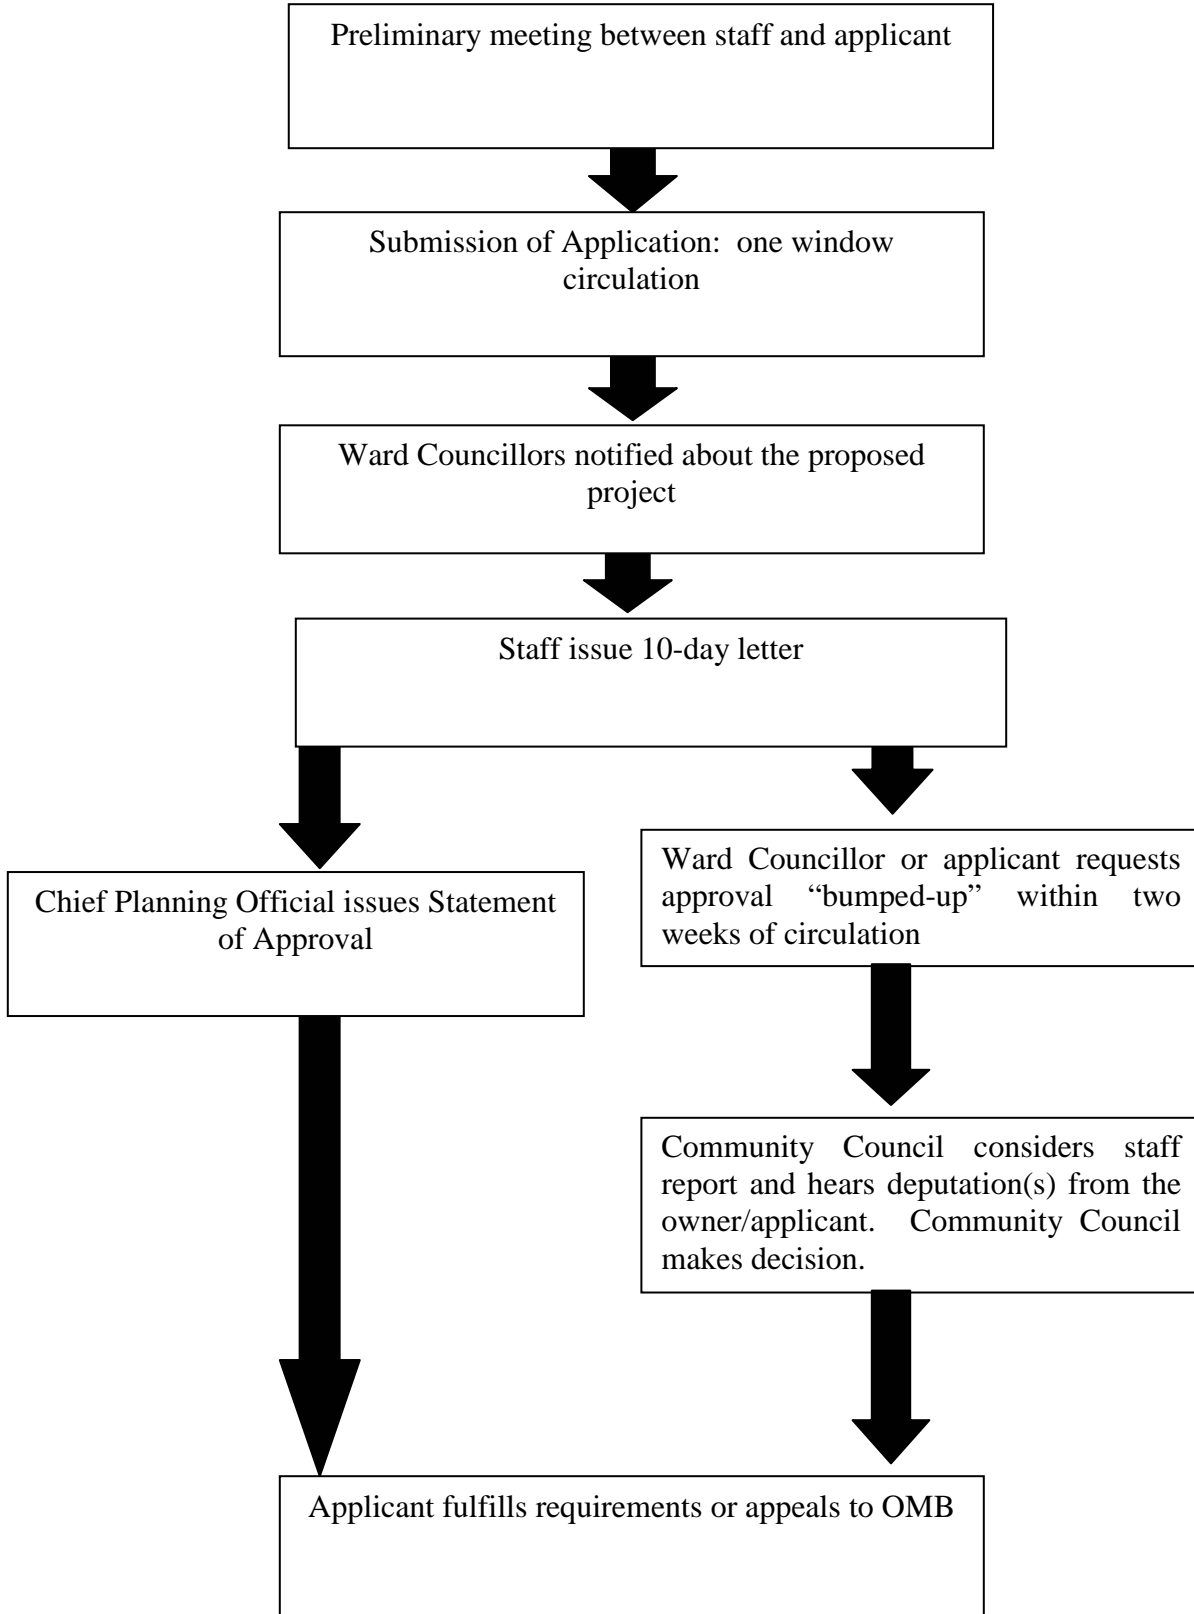 Preliminary meeting between staff and applicant
Submission of Application:  one window
circulation
Ward Councillors notified about the proposed
project
Staff issue 10-day letter
Chief Planning Official issues Statement
of Approval
Ward Councillor or applicant requests
approval “bumped-up” within two
weeks of circulation
Community Council considers staff
report and hears deputation(s) from the
owner/applicant.  Community Council
makes decision.
Applicant fulfills requirements or appeals to OMB